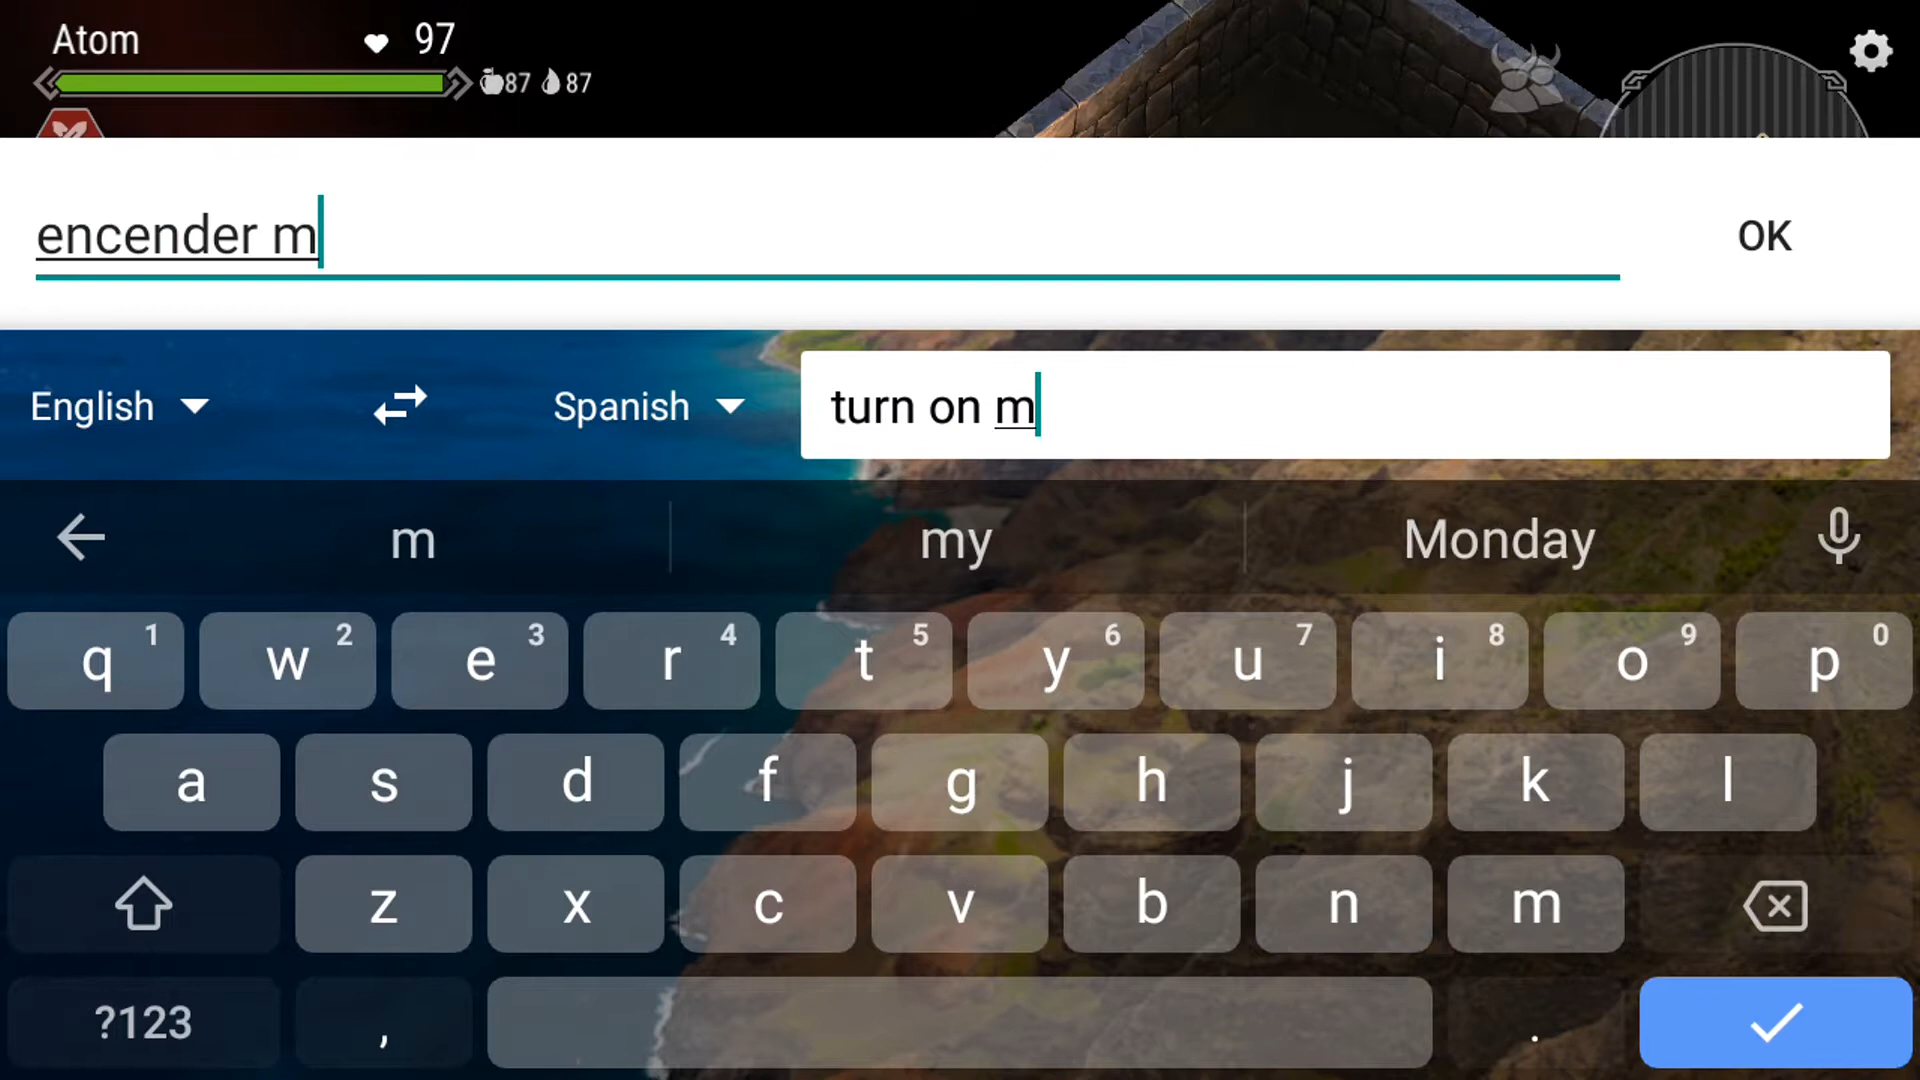 Atom 97
87 87
encender m OK
English Spanish turn on m
m my Monday
q 1 w 2 e 3 r 4 t 5 y 6 u 7 i 8 o 9 p 0
a s d f g h j k l
z x c v b n m
?123 , .